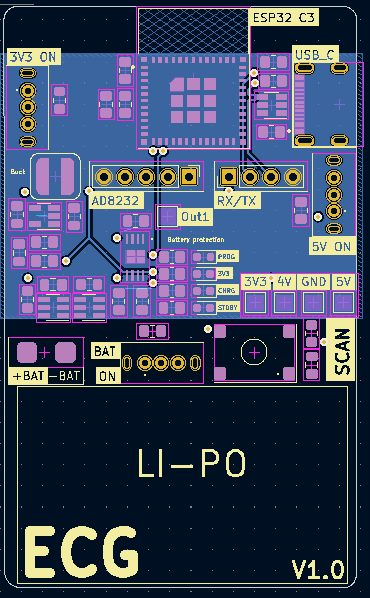 ESP32 C3
3V3 ON
USB_C
Buck
AD8232
RX/TX
Out1
5V ON
Battery protection
PROG
3V3
CHRG
STDBY
3V3 4V GND 5V
BAT
ON
+BAT -BAT
SCAN
LI-PO
ECG
V1.0